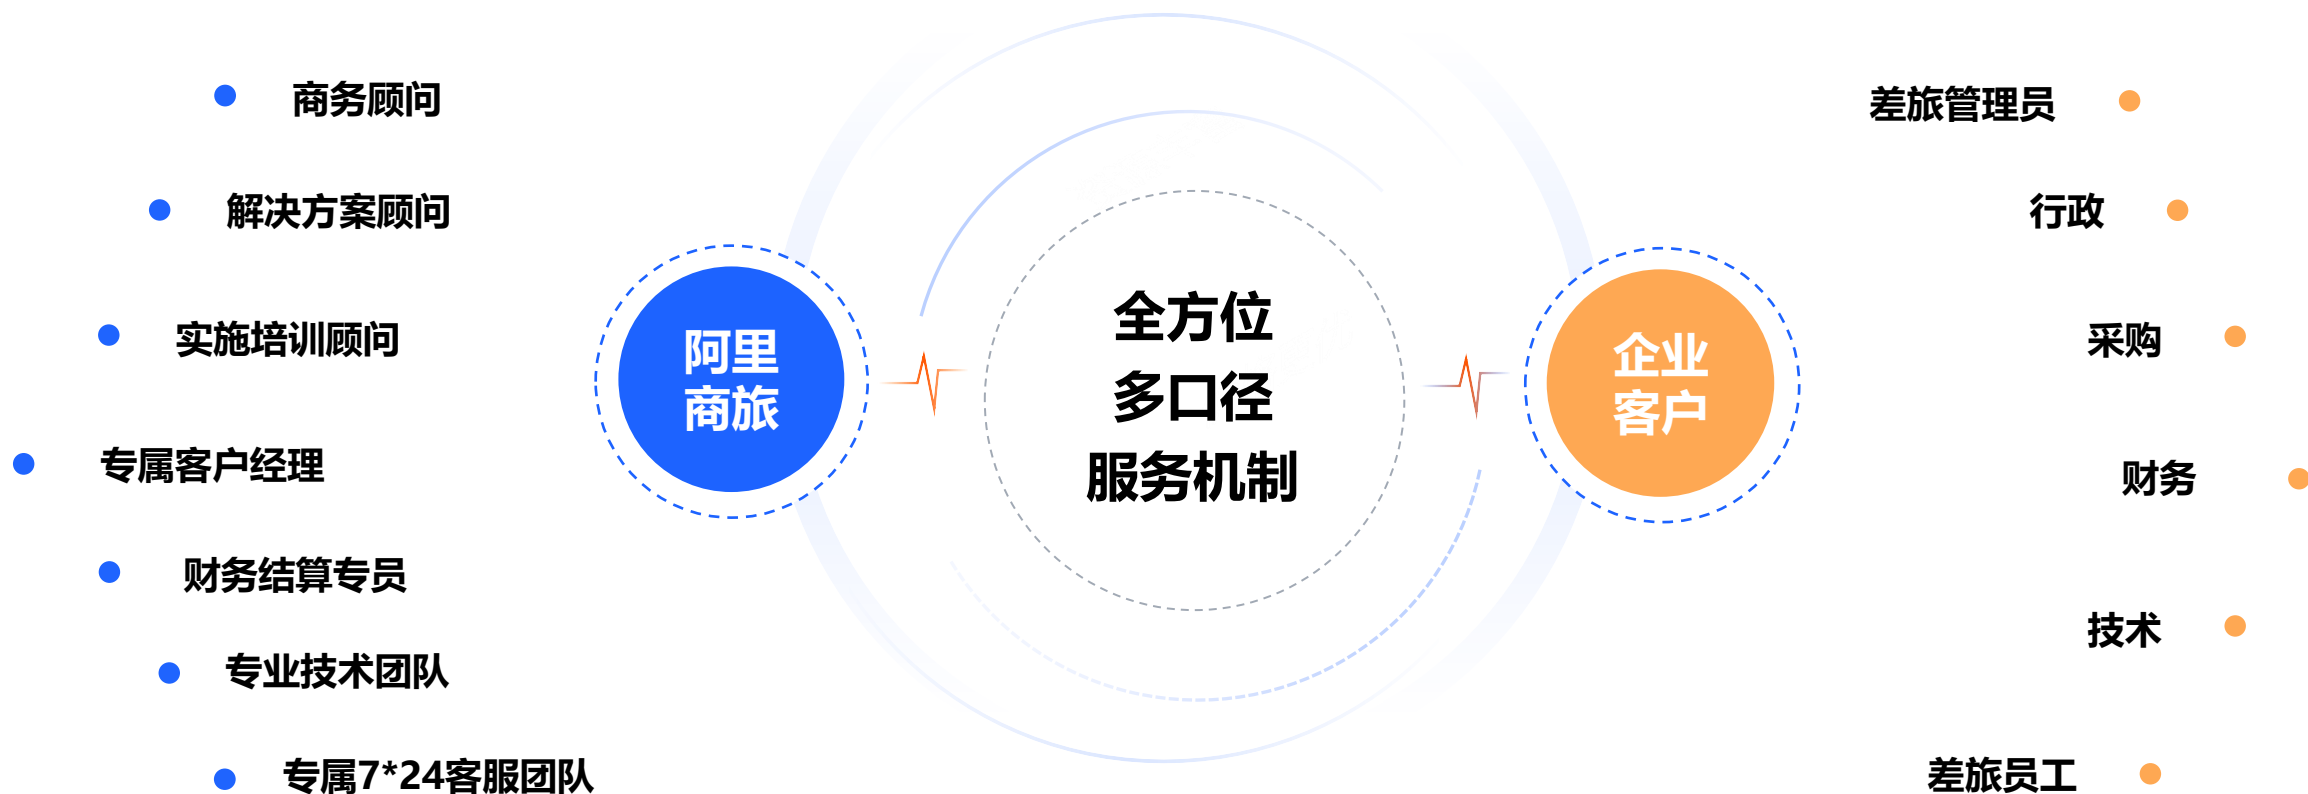 商务顾问
解决方案顾问
实施培训顾问
专属客户经理
财务结算专员
专业技术团队
专属7*24客服团队
阿里
商旅
全方位
多口径
服务机制
企业
客户
差旅管理员
行政
采购
财务
技术
差旅员工